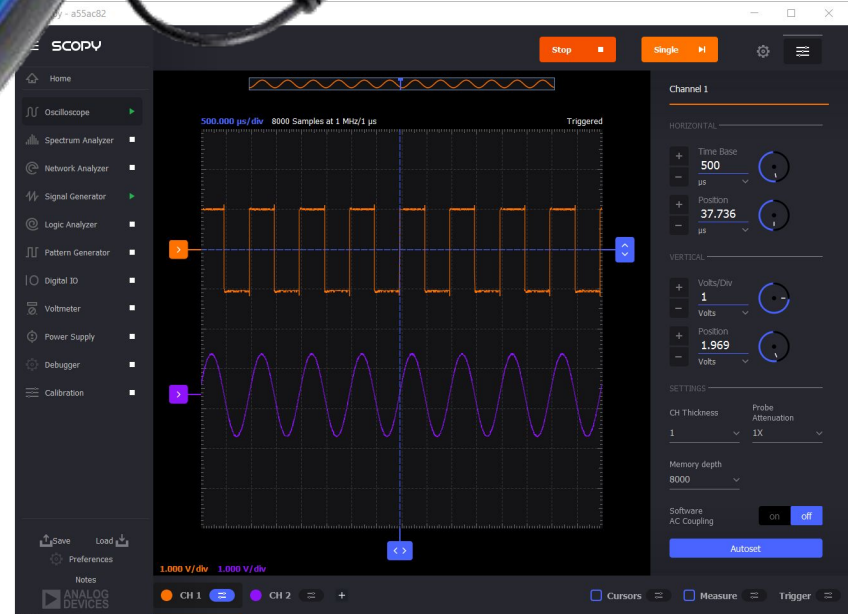 py - a55ac82
SCOPY
Stop
Single
Home
Oscilloscope
Spectrum Analyzer
Network Analyzer
Signal Generator
Logic Analyzer
Pattern Generator
Digital IO
Voltmeter
Power Supply
Debugger
Calibration
Save Load
Preferences
Notes
ANALOG
DEVICES
500.000 µs/div 8000 Samples at 1 MHz/1 µs Triggered
1.000 V/div 1.000 V/div
CH 1 CH 2 + Cursors Measure Trigger
Channel 1
HORIZONTAL
Time Base
+ 500
- µs
Position
+ 37.736
- µs
VERTICAL
Volts/Div
+ 1
- Volts
Position
+ 1.969
- Volts
SETTINGS
CH Thickness Probe
Attenuation
1 1X
Memory depth
8000
Software
AC Coupling on off
Autoset